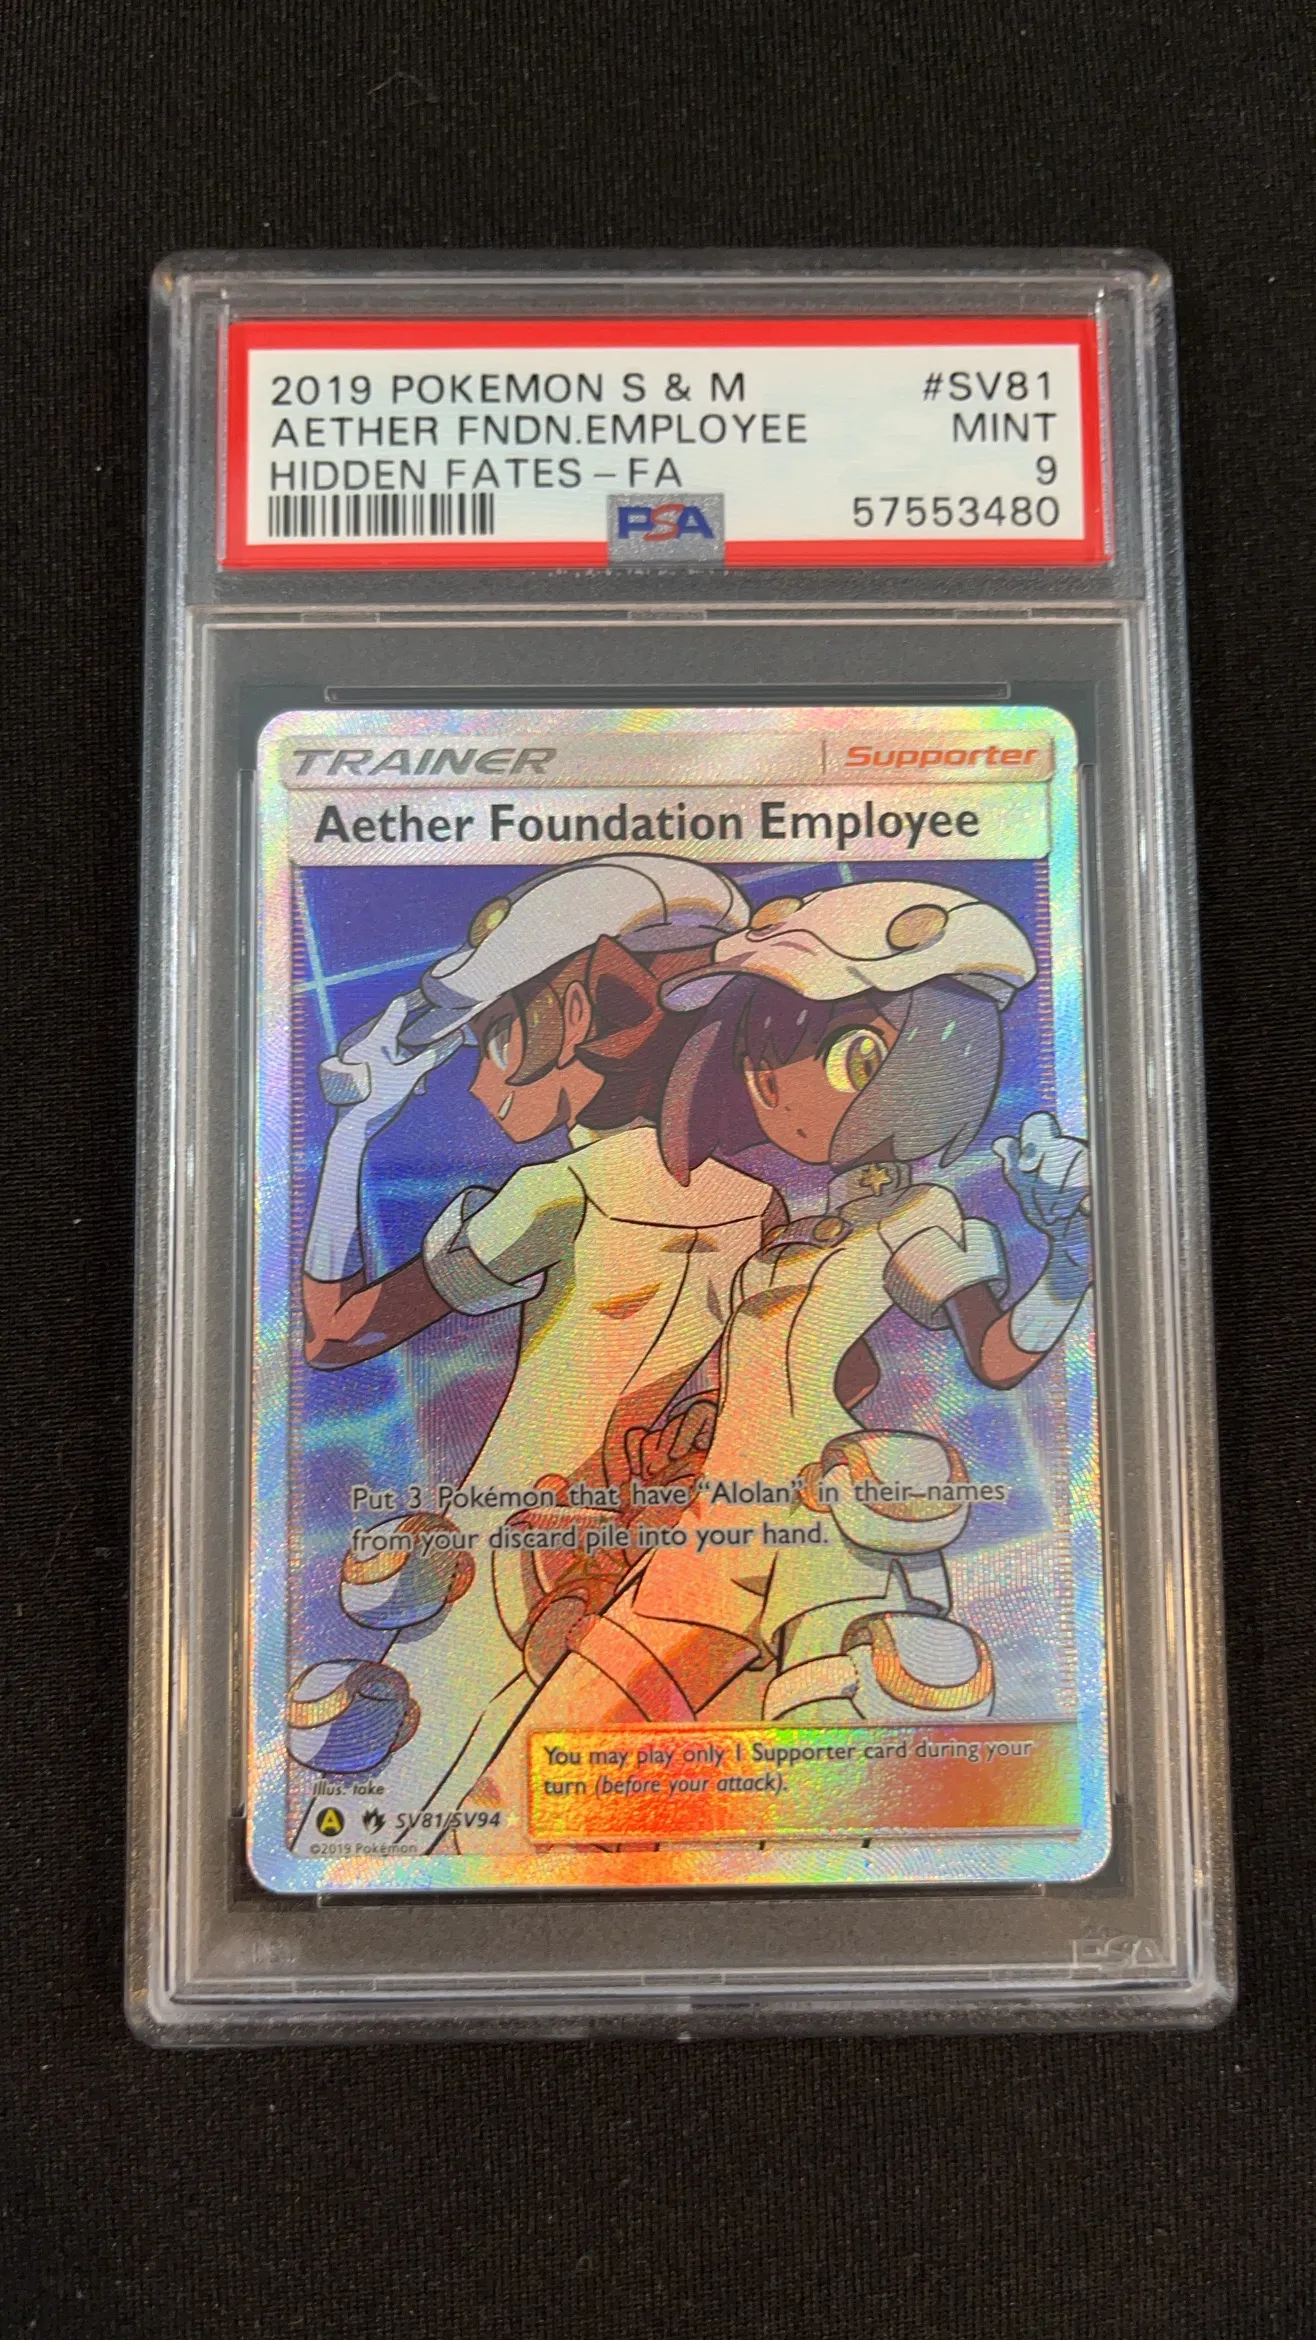 2019 POKEMON S & M #SV81
AETHER FNDN.EMPLOYEE MINT
HIDDEN FATES - FA 9
PSA 57553480
TRAINER Supporter
Aether Foundation Employee
Put 3 Pokémon that have “Alolan” in their names
from your discard pile into your hand.
You may play only 1 Supporter card during your
turn (before your attack).
Illus. take
A SV81/SV94
©2019 Pokémon
PSA